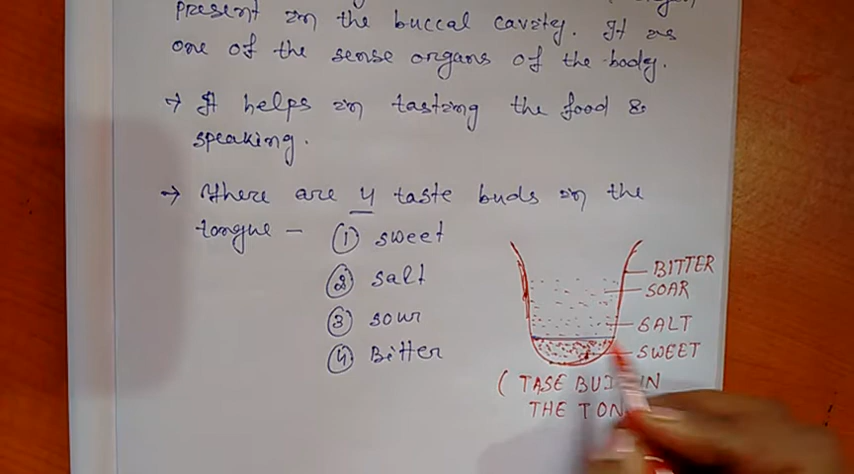 present in the buccal cavity. It is
one of the sense organs of the body.
→ It helps in tasting the food &
speaking.
→ There are 4 taste buds in the
tongue – ① sweet
② salt
③ sour
④ Bitter
BITTER
SOAR
SALT
SWEET
( TASE IN
THE